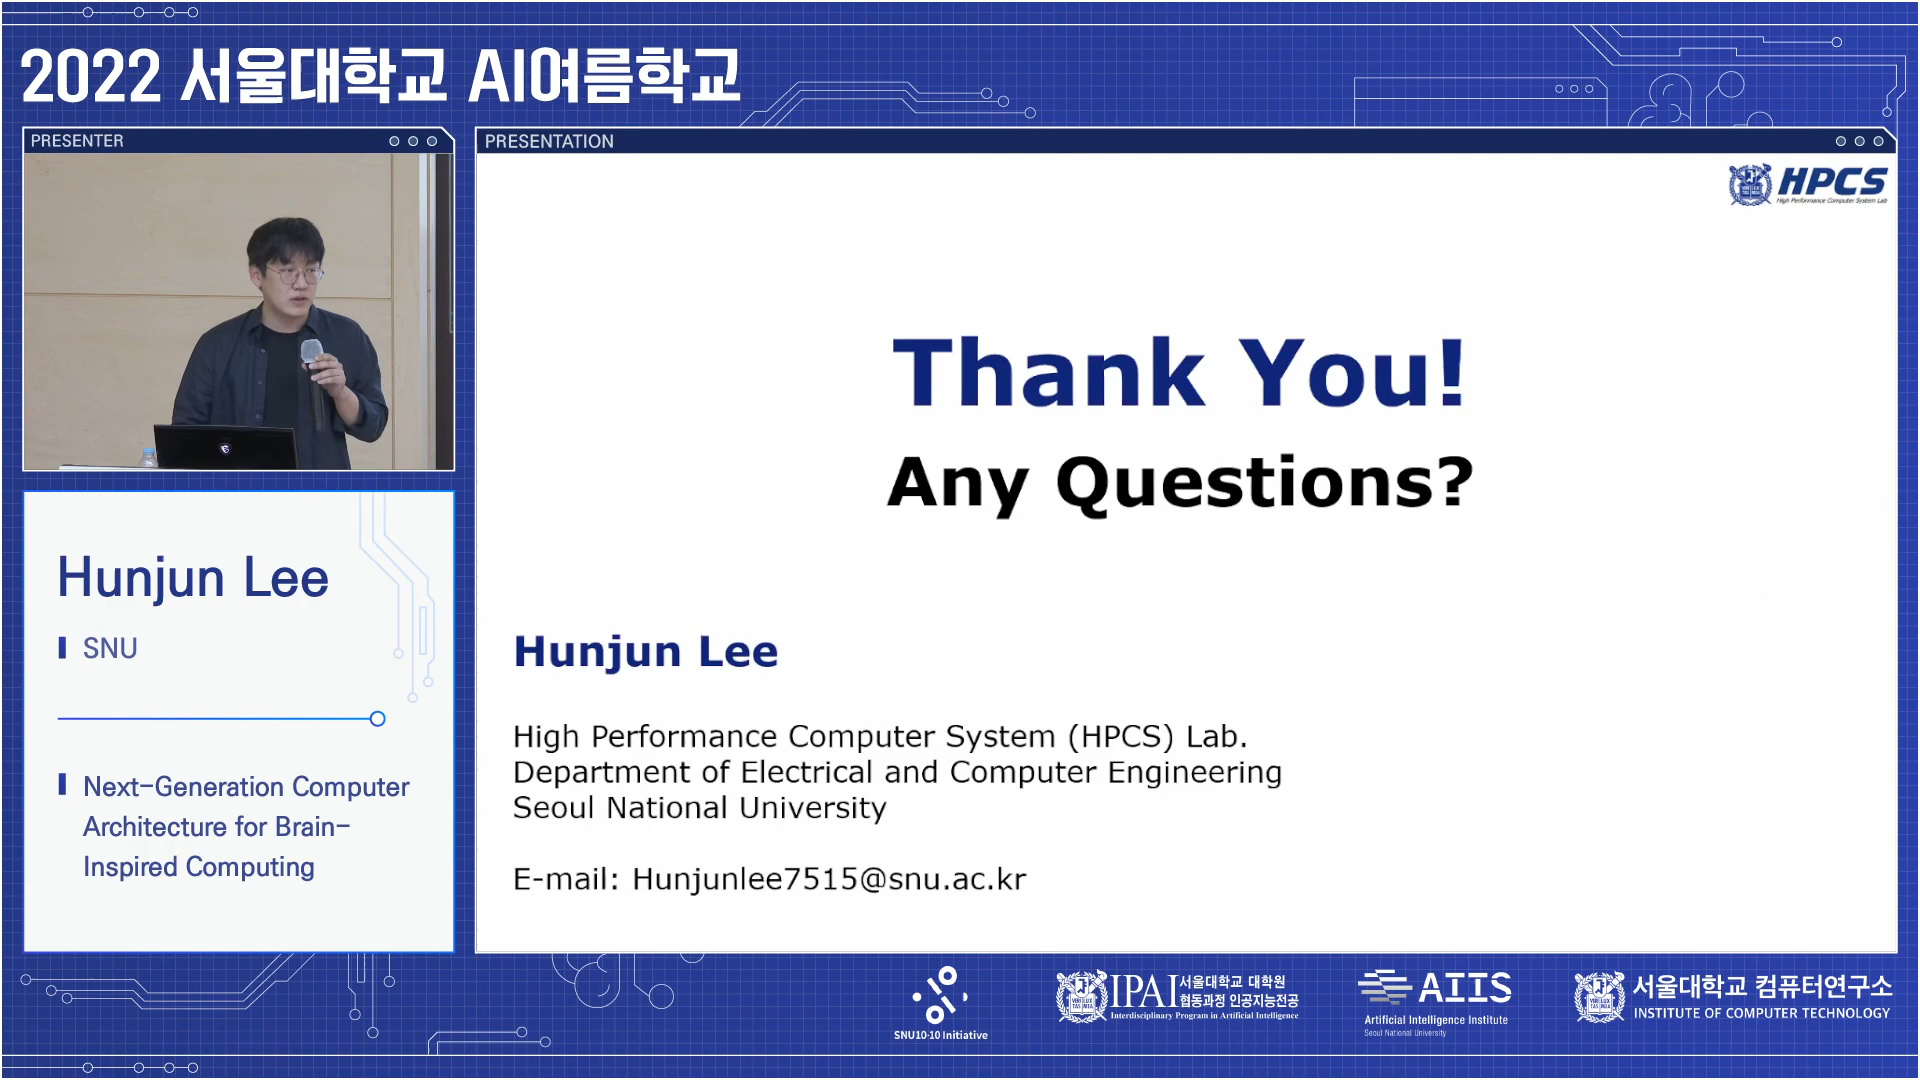 2022 서울대학교 AI여름학교
PRESENTER
PRESENTATION
HPCS
High Performance Computer System Lab
Thank You!
Any Questions?
Hunjun Lee
High Performance Computer System (HPCS) Lab.
Department of Electrical and Computer Engineering
Seoul National University
E-mail: Hunjunlee7515@snu.ac.kr
Hunjun Lee
SNU
Next-Generation Computer
Architecture for Brain-
Inspired Computing
SNU10·10 Initiative
IPAI 서울대학교 대학원
협동과정 인공지능전공
Interdisciplinary Program in Artificial Intelligence
AIIS
Artificial Intelligence Institute
Seoul National University
서울대학교 컴퓨터연구소
INSTITUTE OF COMPUTER TECHNOLOGY